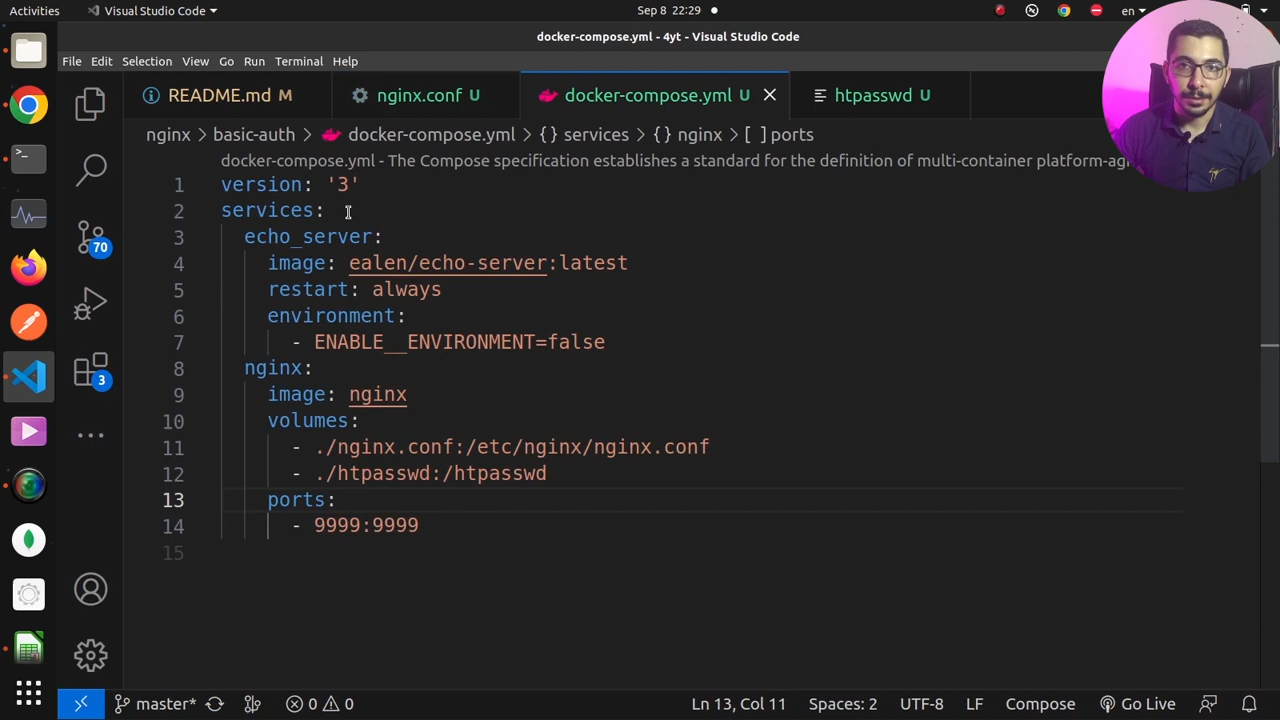 Activities Visual Studio Code Sep 8 22:29 en
docker-compose.yml - 4yt - Visual Studio Code
File Edit Selection View Go Run Terminal Help
README.md M nginx.conf U docker-compose.yml U htpasswd U
nginx > basic-auth > docker-compose.yml > {} services > {} nginx > [ ] ports
docker-compose.yml - The Compose specification establishes a standard for the definition of multi-container platform-ag
1 version: '3'
2 services:
3 echo_server:
4 image: ealen/echo-server:latest
5 restart: always
6 environment:
7 - ENABLE__ENVIRONMENT=false
8 nginx:
9 image: nginx
10 volumes:
11 - ./nginx.conf:/etc/nginx/nginx.conf
12 - ./htpasswd:/htpasswd
13 ports:
14 - 9999:9999
15
70
3
master* 0 0 Ln 13, Col 11 Spaces: 2 UTF-8 LF Compose Go Live